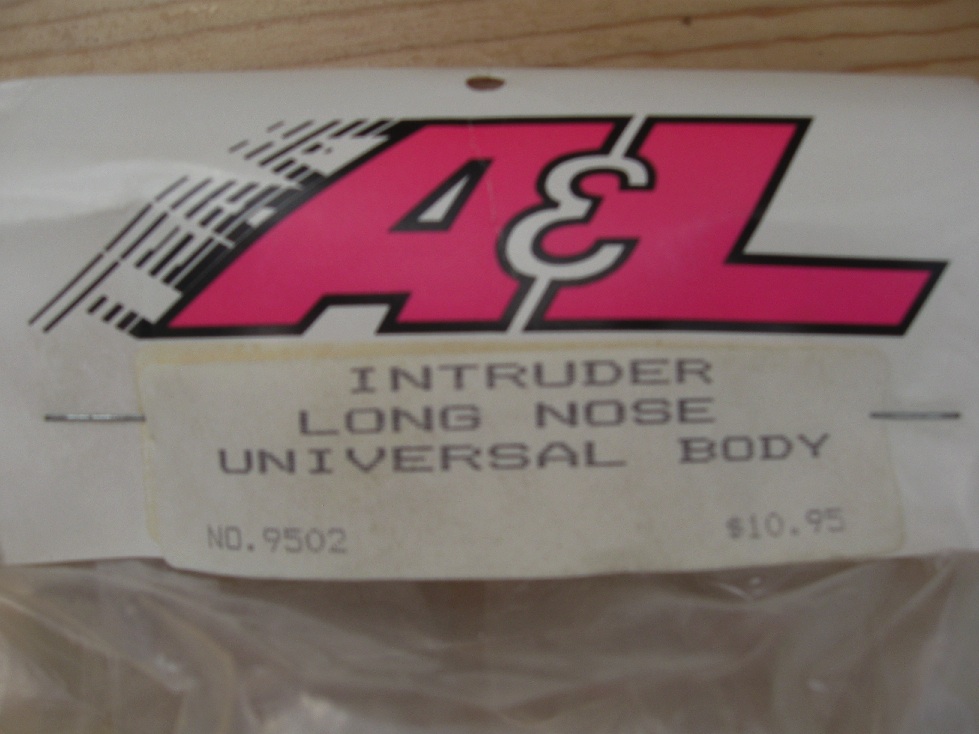 A&L
INTRUDER
LONG NOSE
UNIVERSAL BODY
NO.9502 $10.95